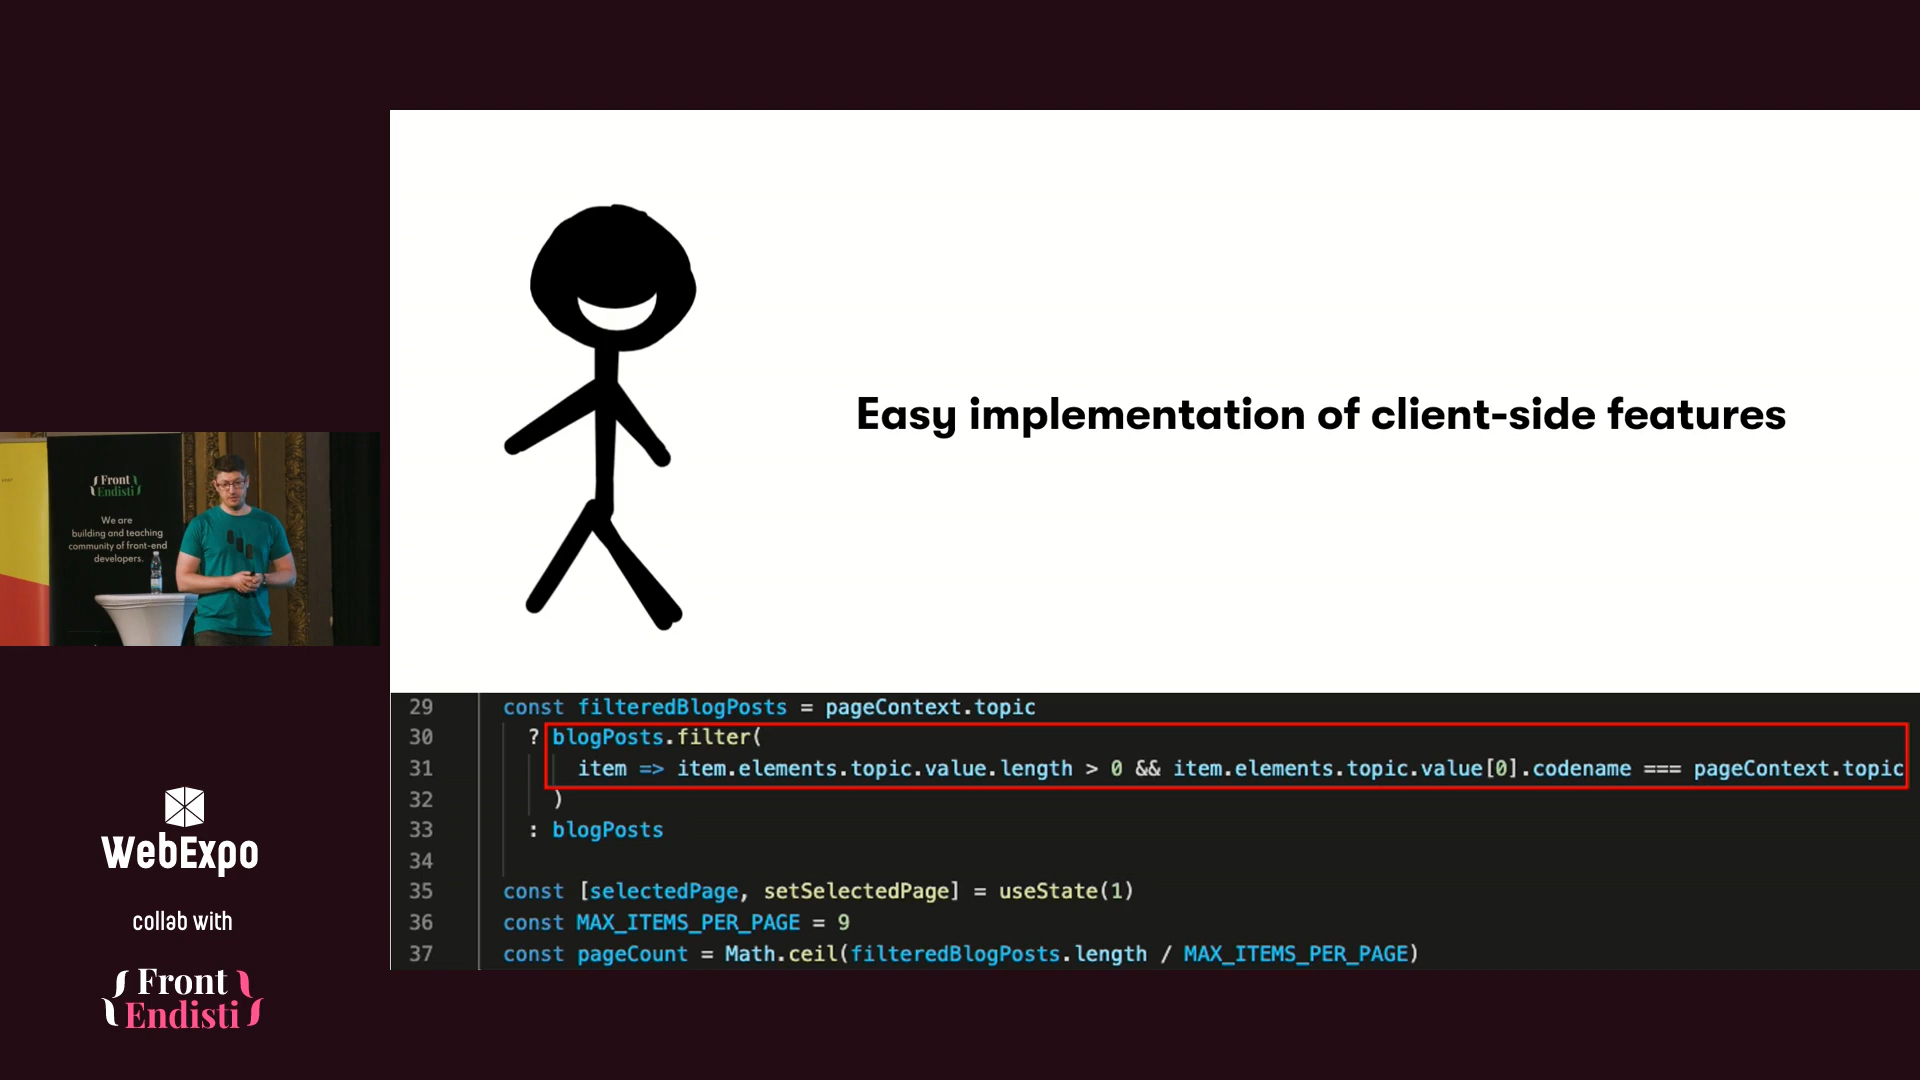 Easy implementation of client-side features
29 const filteredBlogPosts = pageContext.topic
30 ? blogPosts.filter(
31 item => item.elements.topic.value.length > 0 && item.elements.topic.value[0].codename === pageContext.topic
32 )
33 : blogPosts
34
35 const [selectedPage, setSelectedPage] = useState(1)
36 const MAX_ITEMS_PER_PAGE = 9
37 const pageCount = Math.ceil(filteredBlogPosts.length / MAX_ITEMS_PER_PAGE)
{Front}
{Endisti}
We are
building and teaching
community of front-end
developers.
WebExpo
collab with
{Front}
{Endisti}